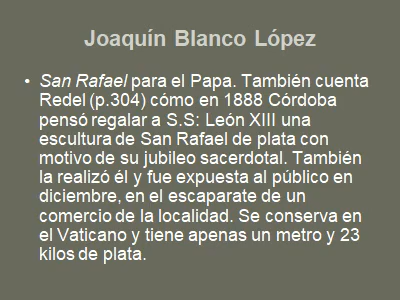 Joaquín Blanco López
• San Rafael para el Papa. También cuenta
Redel (p.304) cómo en 1888 Córdoba
pensó regalar a S.S: León XIII una
escultura de San Rafael de plata con
motivo de su jubileo sacerdotal. También
la realizó él y fue expuesta al público en
diciembre, en el escaparate de un
comercio de la localidad. Se conserva en
el Vaticano y tiene apenas un metro y 23
kilos de plata.